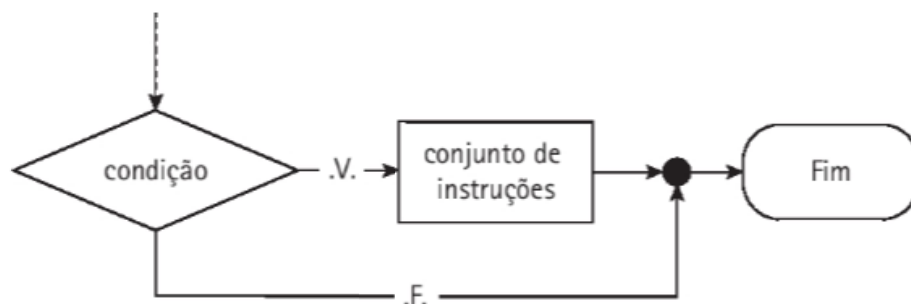 condição
.V.
conjunto de
instruções
Fim
.F.